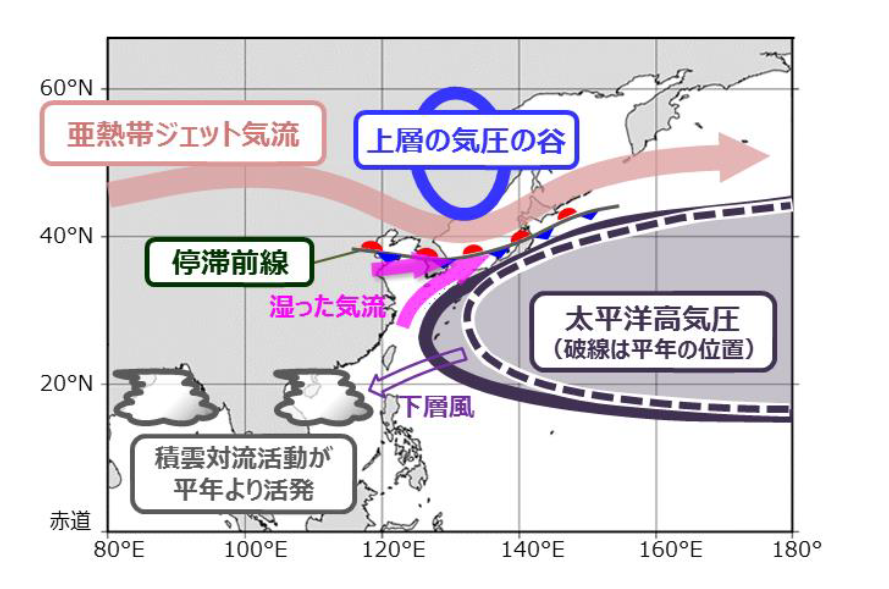 60°N
亜熱帯ジェット気流
上層の気圧の谷
40°N
停滞前線
湿った気流
太平洋高気圧
（破線は平年の位置）
20°N
下層風
積雲対流活動が
平年より活発
赤道
80°E 100°E 120°E 140°E 160°E 180°